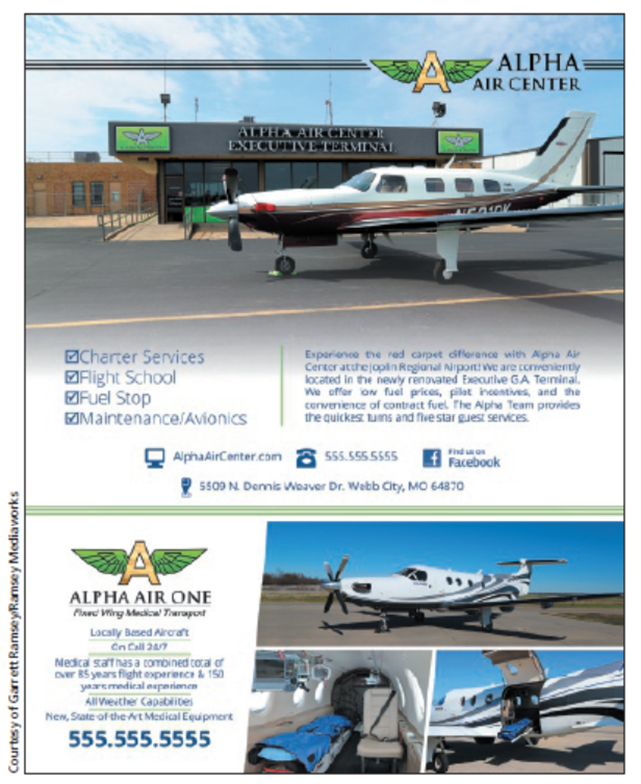 ALPHA
AIR CENTER
ALPHA AIR CENTER
EXECUTIVE TERMINAL
☑Charter Services
☑Flight School
☑Fuel Stop
☑Maintenance/Avionics
Experience the red carpet difference with Alpha Air
Center at the Joplin Regional Airport! We are conveniently
located in the newly renovated Executive G.A. Terminal.
We offer low fuel prices, pilot incentives, and the
convenience of contract fuel. The Alpha Team provides
the quickest turns and five star guest services.
AlphaAirCenter.com
555.555.5555
Find us on
Facebook
5509 N. Dennis Weaver Dr. Webb City, MO 64870
A
ALPHA AIR ONE
Fixed Wing Medical Transport
Locally Based Aircraft
On Call 24/7
Medical staff has a combined total of
over 85 years flight experience & 150
years medical experience
All Weather Capabilities
New, State-of-the-Art Medical Equipment
555.555.5555
Courtesy of Garrett Ramsey/Ramsey Mediaworks